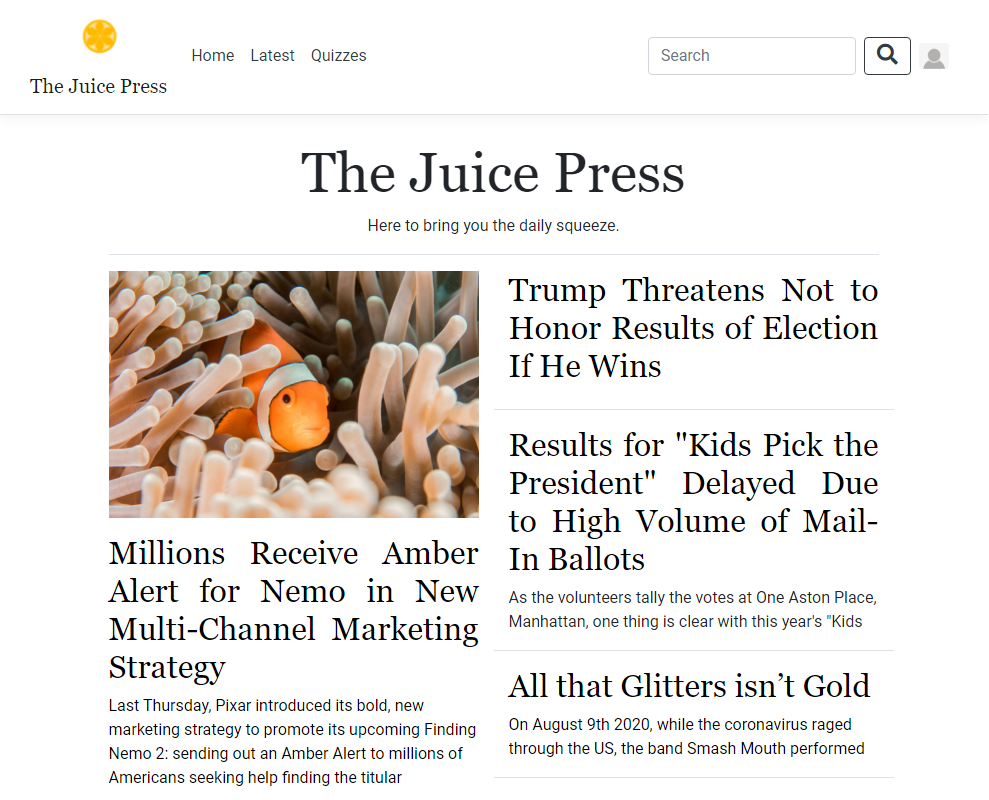 The Juice Press
Home
Latest
Quizzes
Search
The Juice Press
Here to bring you the daily squeeze.
Millions Receive Amber
Alert for Nemo in New
Multi-Channel Marketing
Strategy
Last Thursday, Pixar introduced its bold, new
marketing strategy to promote its upcoming Finding
Nemo 2: sending out an Amber Alert to millions of
Americans seeking help finding the titular
Trump Threatens Not to
Honor Results of Election
If He Wins
Results for "Kids Pick the
President" Delayed Due
to High Volume of Mail-
In Ballots
As the volunteers tally the votes at One Aston Place,
Manhattan, one thing is clear with this year's "Kids
All that Glitters isn’t Gold
On August 9th 2020, while the coronavirus raged
through the US, the band Smash Mouth performed